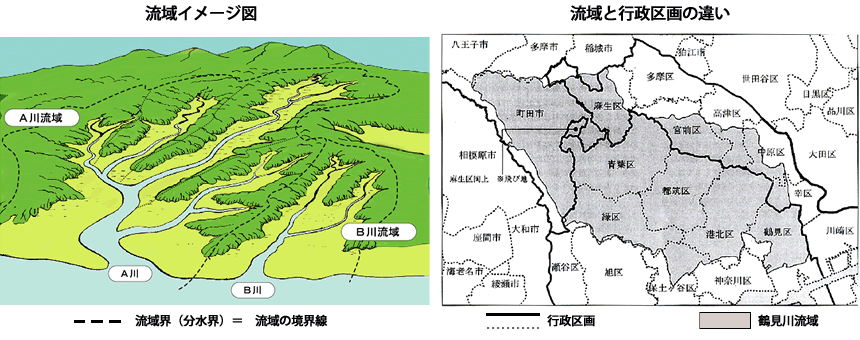 流域イメージ図
A川流域
B川流域
A川
B川
流域界（分水界）＝ 流域の境界線
流域と行政区画の違い
八王子市
多摩市
稲城市
狛江市
多摩区
世田谷区
目黒区
品川区
町田市
麻生区
高津区
宮前区
中原区
大田区
相模原市
麻生区岡上 ※飛び地
青葉区
都筑区
幸区
緑区
港北区
鶴見区
川崎区
大和市
座間市
瀬谷区
旭区
海老名市
綾瀬市
保土ヶ谷区
神奈川区
行政区画
鶴見川流域